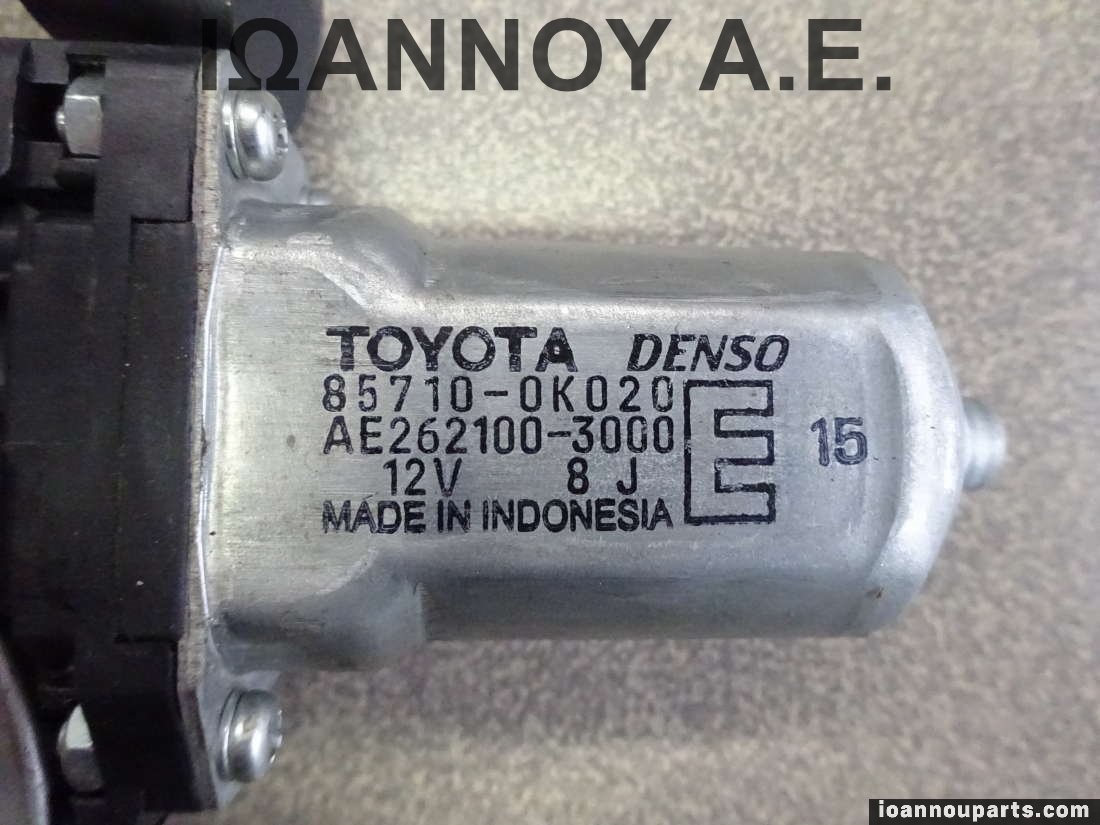 ΙΩΑΝΝΟΥ Α.Ε.
TOYOTA DENSO
85710-0K020
AE262100-3000
12V 8 J
MADE IN INDONESIA
E 15
ioannouparts.com